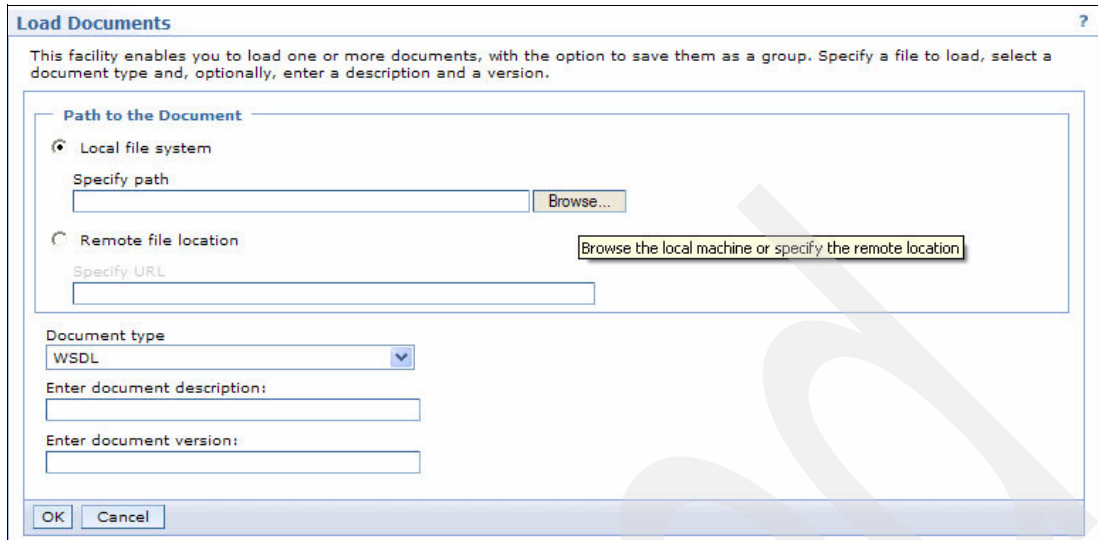 Load Documents ?
This facility enables you to load one or more documents, with the option to save them as a group. Specify a file to load, select a
document type and, optionally, enter a description and a version.
Path to the Document
Local file system
Specify path
Browse...
Remote file location
Browse the local machine or specify the remote location
Specify URL
Document type
WSDL
Enter document description:
Enter document version:
OK Cancel